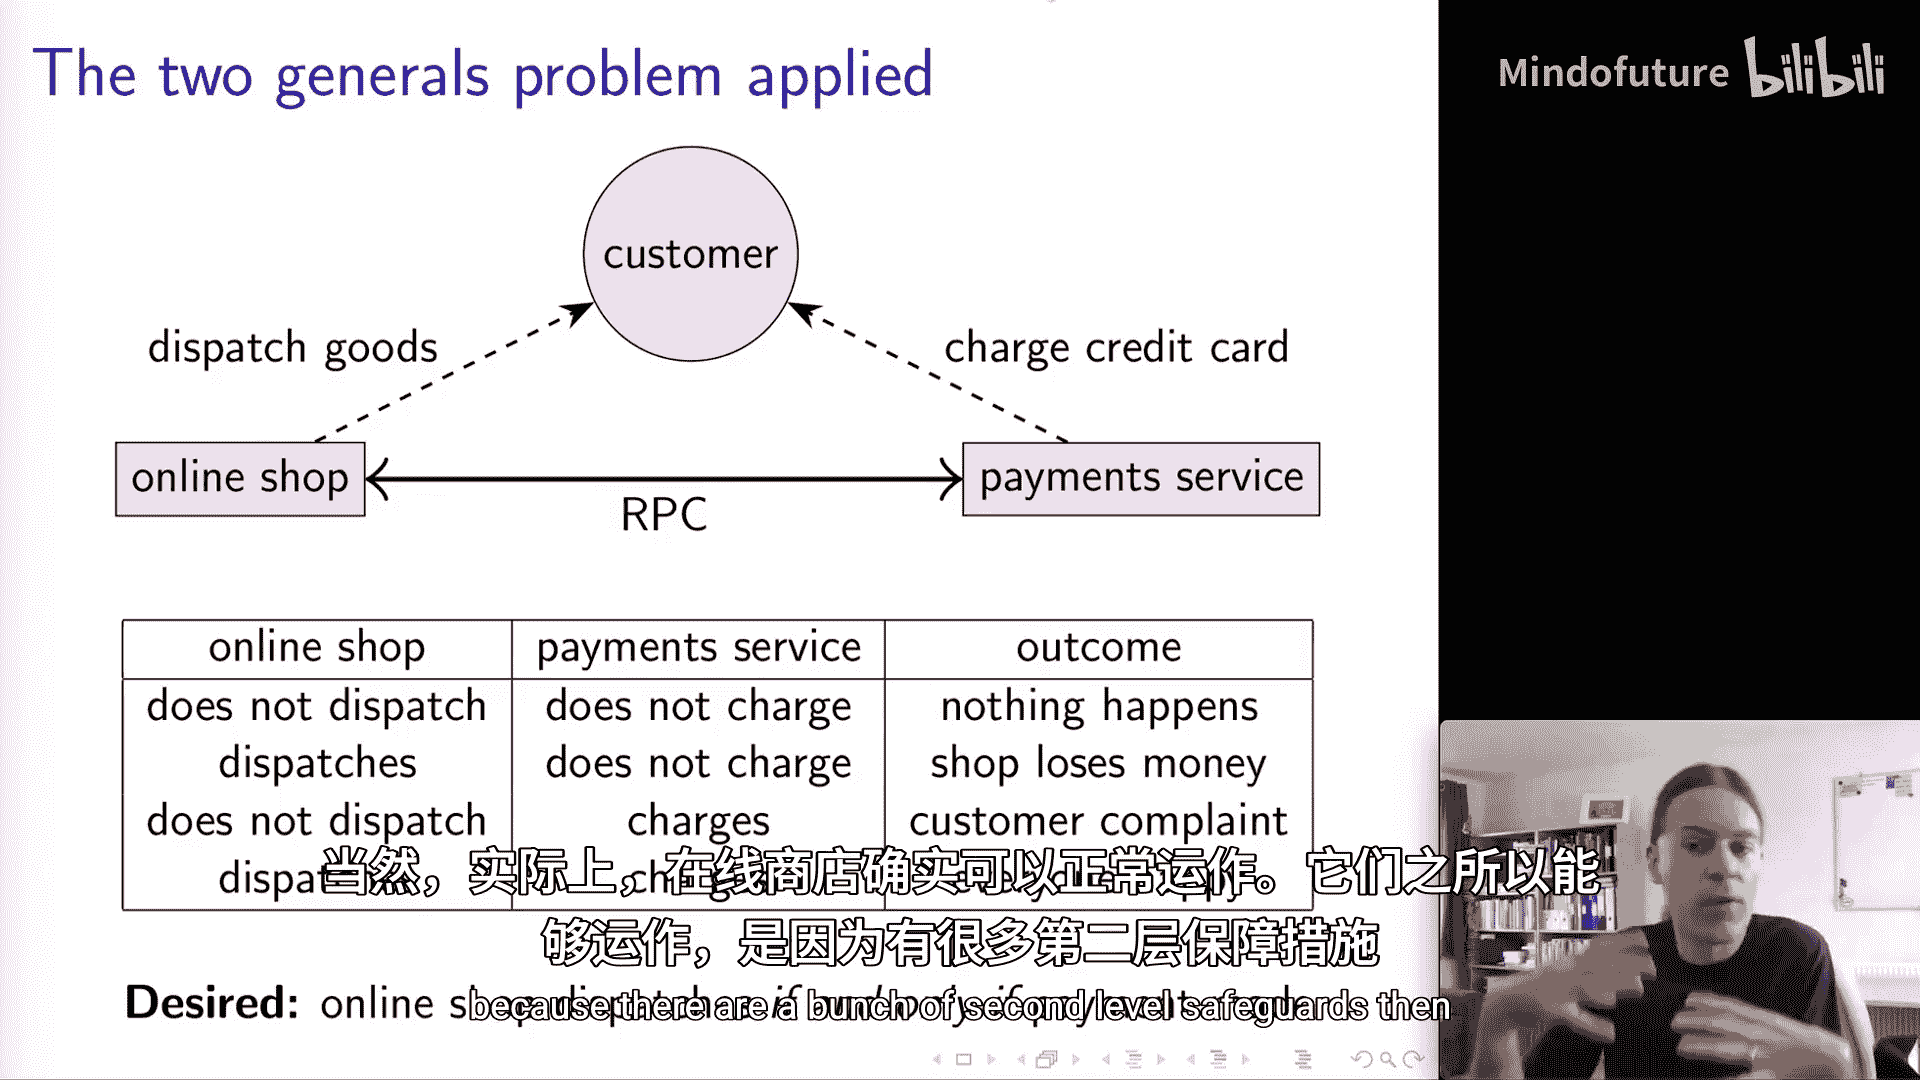 The two generals problem applied
Mindofuture bilibili
customer
dispatch goods
charge credit card
online shop
payments service
RPC
online shop payments service outcome
does not dispatch does not charge nothing happens
dispatches does not charge shop loses money
does not dispatch charges customer complaint
当然，实际上，在线商店确实可以正常运作。它们之所以能
够运作，是因为有很多第二层保障措施
Desired: online
because there are a bunch of second level safeguards then